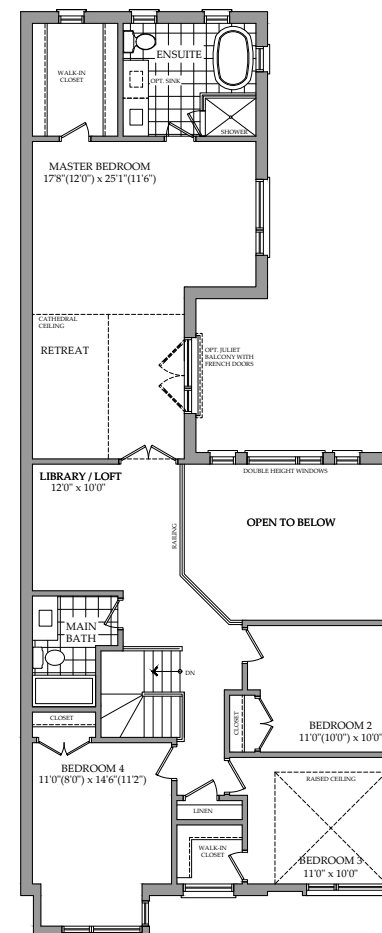 WALK-IN
CLOSET
ENSUITE
OPT. SINK
SHOWER
MASTER BEDROOM
17'8"(12'0") x 25'1"(11'6")
CATHEDRAL
CEILING
RETREAT
OPT. JULIET
BALCONY WITH
FRENCH DOORS
LIBRARY / LOFT
12'0" x 10'0"
DOUBLE HEIGHT WINDOWS
RAILING
OPEN TO BELOW
MAIN
BATH
DN
CLOSET
CLOSET
BEDROOM 2
11'0"(10'0") x 10'0"
BEDROOM 4
11'0"(8'0") x 14'6"(11'2")
RAISED CEILING
LINEN
WALK-IN
CLOSET
BEDROOM 3
11'0" x 10'0"